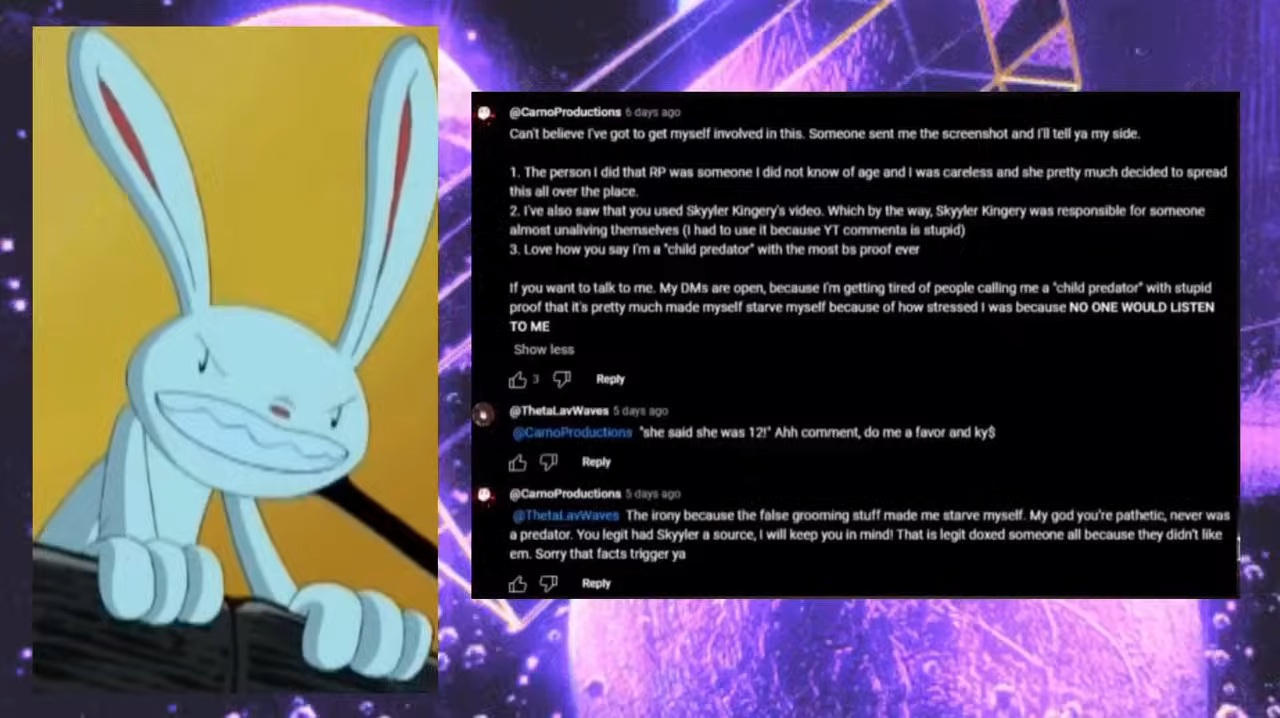 @CarnoProductions 6 days ago
Can't believe I've got to get myself involved in this. Someone sent me the screenshot and I'll tell ya my side.
1. The person I did that RP was someone I did not know of age and I was careless and she pretty much decided to spread
this all over the place.
2. I've also saw that you used Skyyler Kingery's video. Which by the way, Skyyler Kingery was responsible for someone
almost unaliving themselves (I had to use it because YT comments is stupid)
3. Love how you say I'm a "child predator" with the most bs proof ever
If you want to talk to me. My DMs are open, because I'm getting tired of people calling me a "child predator" with stupid
proof that it's pretty much made myself starve myself because of how stressed I was because NO ONE WOULD LISTEN
TO ME
Show less
3 Reply
@ThetaLavWaves 5 days ago
@CarnoProductions "she said she was 12!" Ahh comment, do me a favor and ky$
Reply
@CarnoProductions 5 days ago
@ThetaLavWaves The irony because the false grooming stuff made me starve myself. My god you're pathetic, never was
a predator. You legit had Skyyler a source, I will keep you in mind! That is legit doxed someone all because they didn't like
em. Sorry that facts trigger ya
Reply